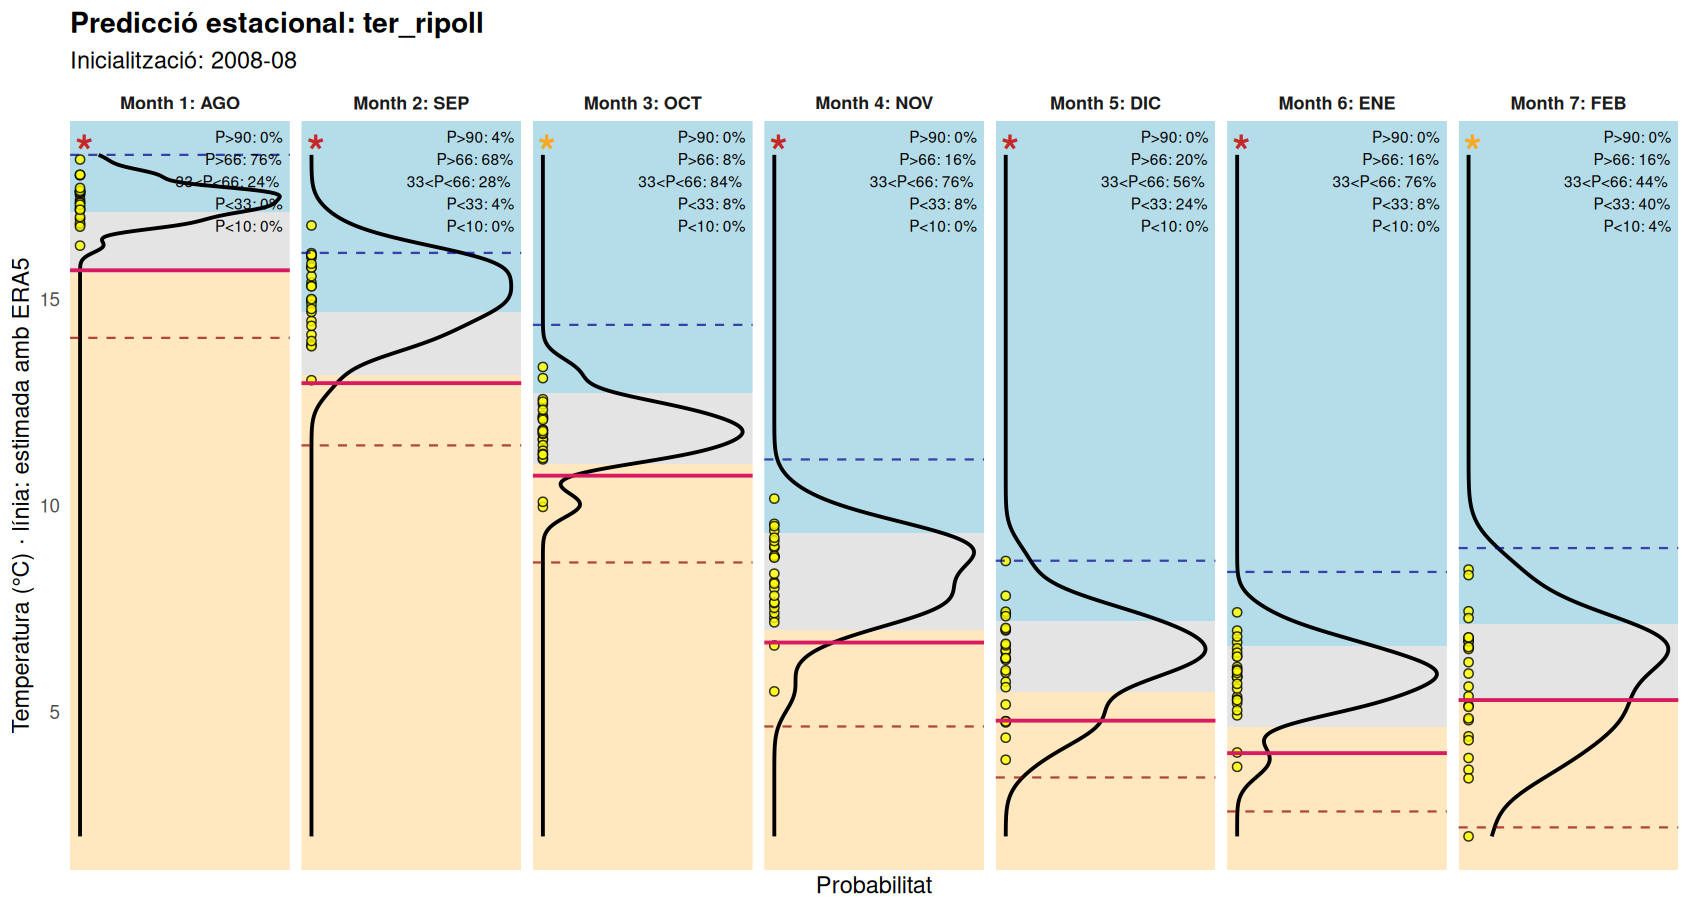 Predicció estacional: ter_ripoll
Inicialització: 2008-08
Month 1: AGO
Month 2: SEP
Month 3: OCT
Month 4: NOV
Month 5: DIC
Month 6: ENE
Month 7: FEB
*
P>90: 0%
P>66: 76%
33<P<66: 24%
P<33: 0%
P<10: 0%
*
P>90: 4%
P>66: 68%
33<P<66: 28%
P<33: 4%
P<10: 0%
*
P>90: 0%
P>66: 8%
33<P<66: 84%
P<33: 8%
P<10: 0%
*
P>90: 0%
P>66: 16%
33<P<66: 76%
P<33: 8%
P<10: 0%
*
P>90: 0%
P>66: 20%
33<P<66: 56%
P<33: 24%
P<10: 0%
*
P>90: 0%
P>66: 16%
33<P<66: 76%
P<33: 8%
P<10: 0%
*
P>90: 0%
P>66: 16%
33<P<66: 44%
P<33: 40%
P<10: 4%
Temperatura (°C) · línia: estimada amb ERA5
15
10
5
Probabilitat